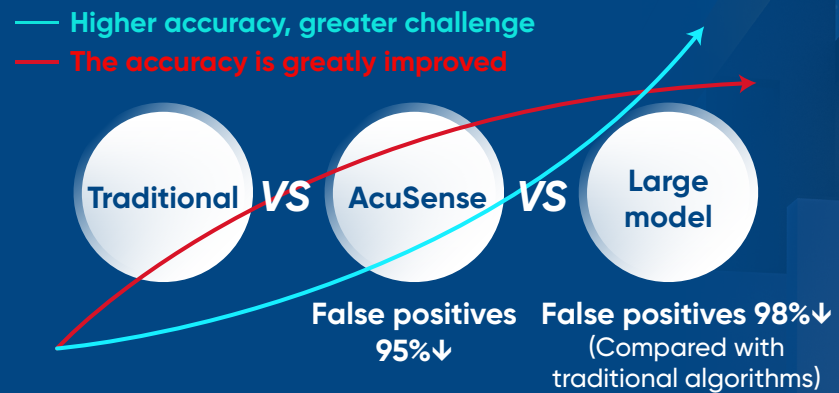 Higher accuracy, greater challenge
The accuracy is greatly improved
Traditional
VS
AcuSense
VS
Large
model
False positives
95%↓
False positives 98%↓
(Compared with
traditional algorithms)